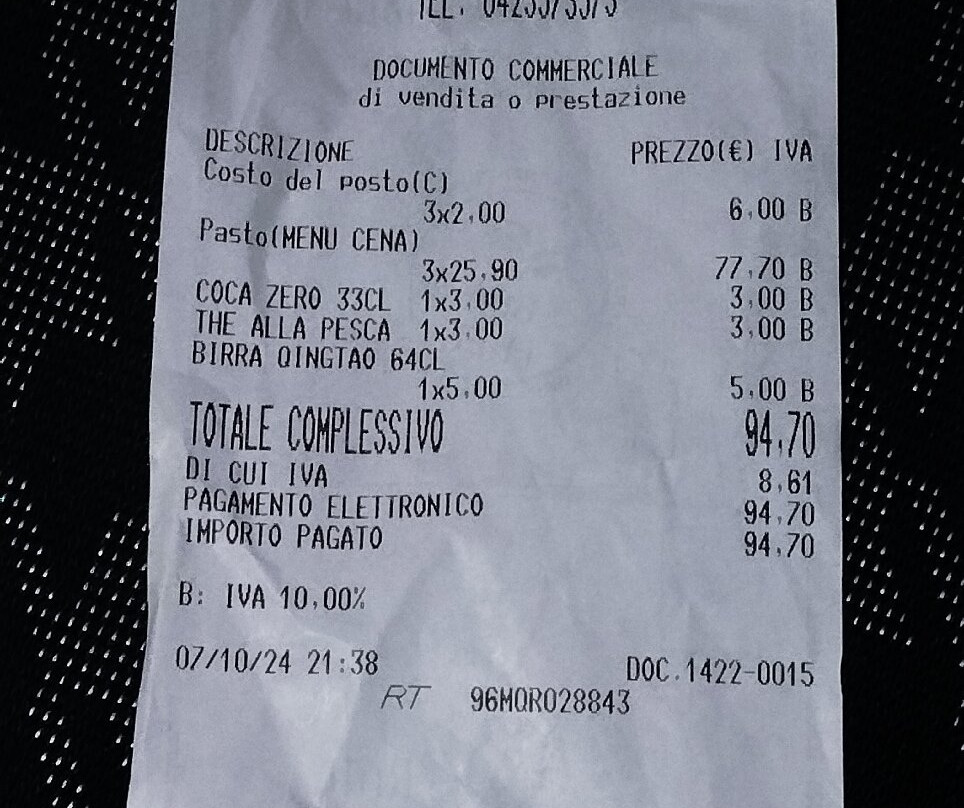 DOCUMENTO COMMERCIALE
di vendita o prestazione
DESCRIZIONE PREZZO(€) IVA
Costo del posto(C)
3x2,00 6,00 B
Pasto(MENU CENA)
3x25,90 77,70 B
COCA ZERO 33CL 1x3,00 3,00 B
THE ALLA PESCA 1x3,00 3,00 B
BIRRA QINGTAO 64CL
1x5,00 5,00 B
TOTALE COMPLESSIVO 94,70
DI CUI IVA 8,61
PAGAMENTO ELETTRONICO 94,70
IMPORTO PAGATO 94,70
B: IVA 10,00%
07/10/24 21:38 DOC.1422-0015
RT 96MQR028843